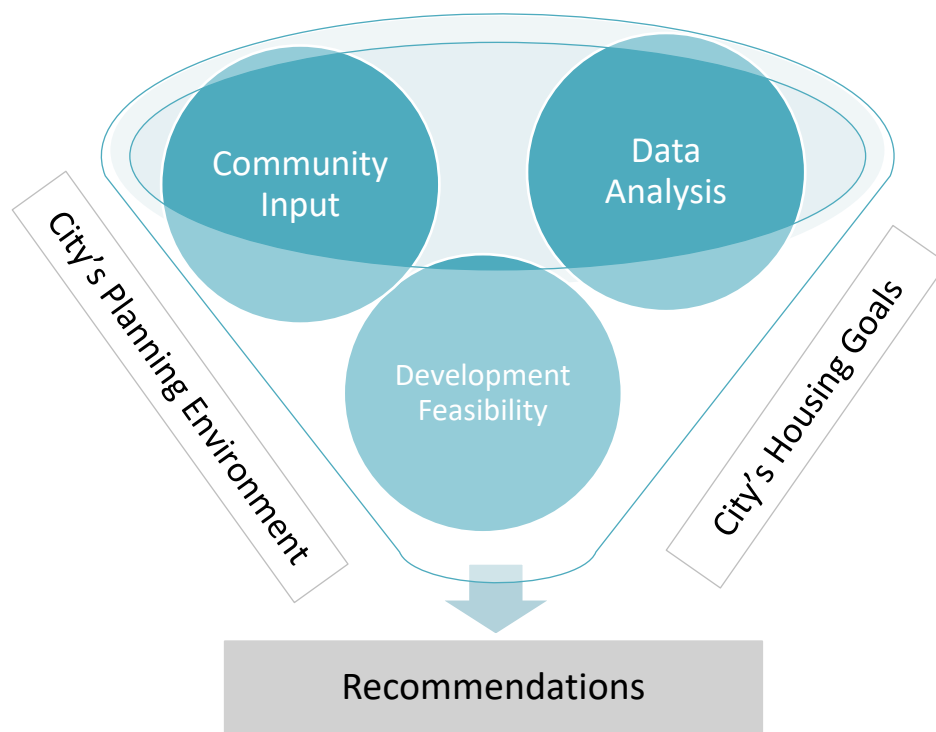 Community
Input
Data
Analysis
Development
Feasibility
City’s Planning Environment
City’s Housing Goals
Recommendations